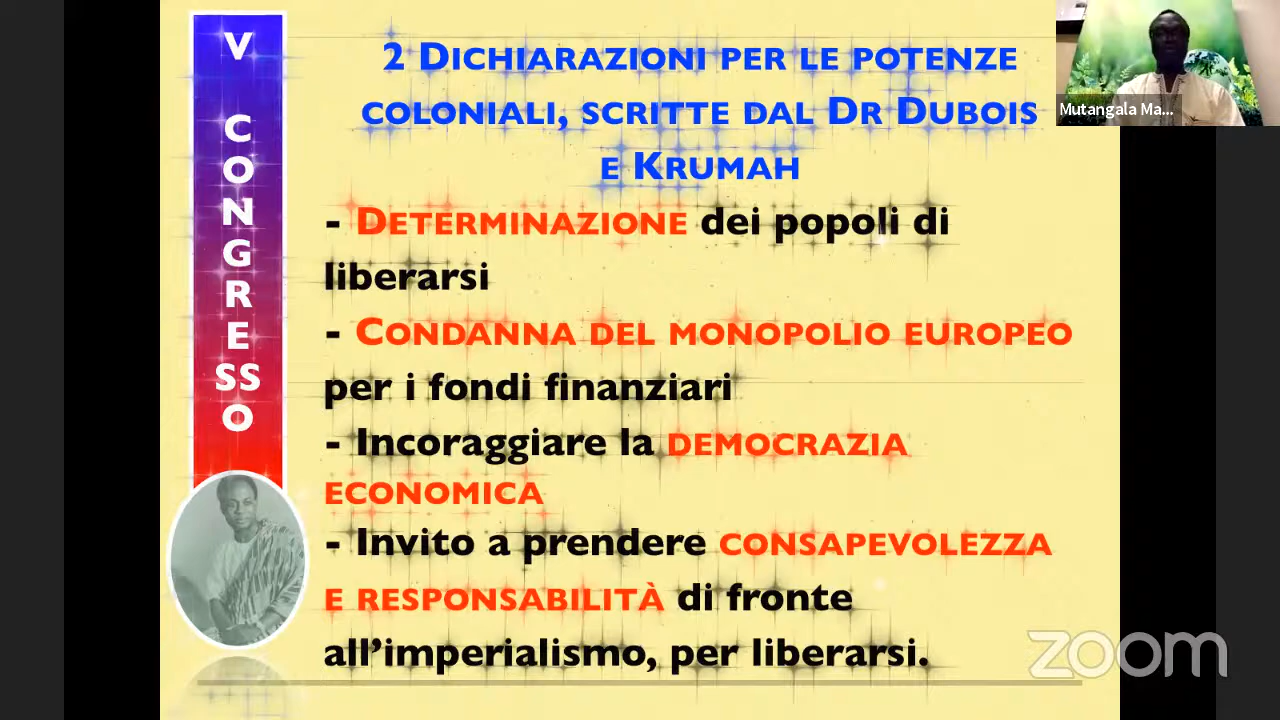 V
CONGRESSO
2 DICHIARAZIONI PER LE POTENZE
COLONIALI, SCRITTE DAL DR DUBOIS
E KRUMAH
- DETERMINAZIONE dei popoli di
liberarsi
- CONDANNA DEL MONOPOLIO EUROPEO
per i fondi finanziari
- Incoraggiare la DEMOCRAZIA
ECONOMICA
- Invito a prendere CONSAPEVOLEZZA
E RESPONSABILITÀ di fronte
all’imperialismo, per liberarsi.
Mutangala Ma...
zoom